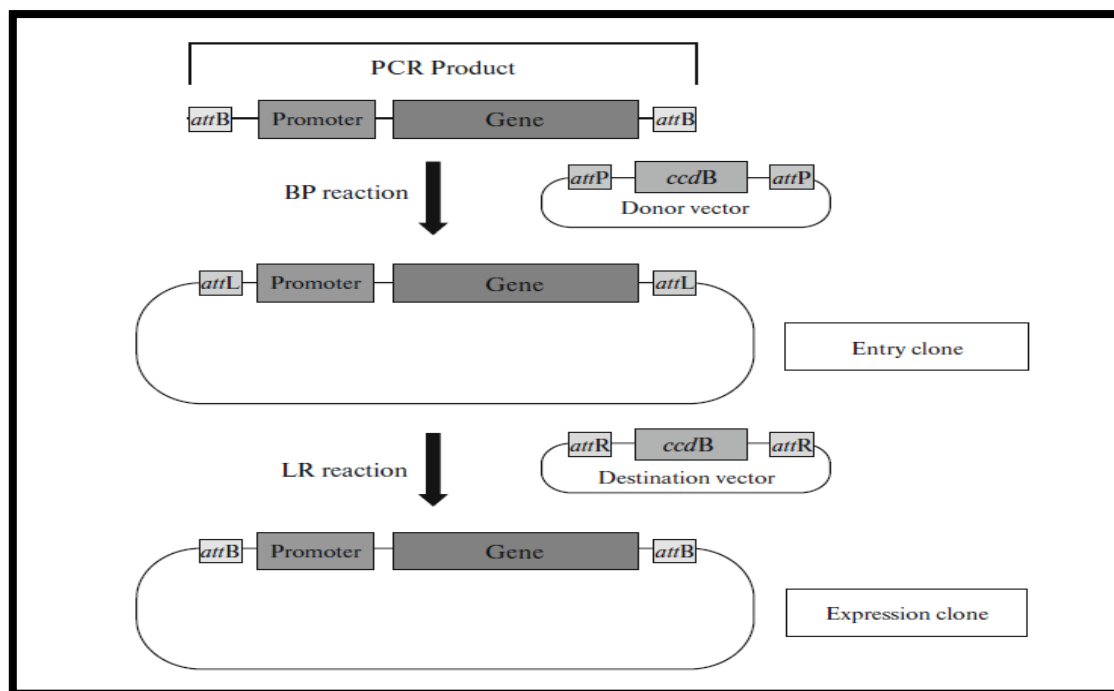 PCR Product
attB Promoter Gene attB
BP reaction
attP ccdB attP
Donor vector
attL Promoter Gene attL
Entry clone
LR reaction
attR ccdB attR
Destination vector
attB Promoter Gene attB
Expression clone